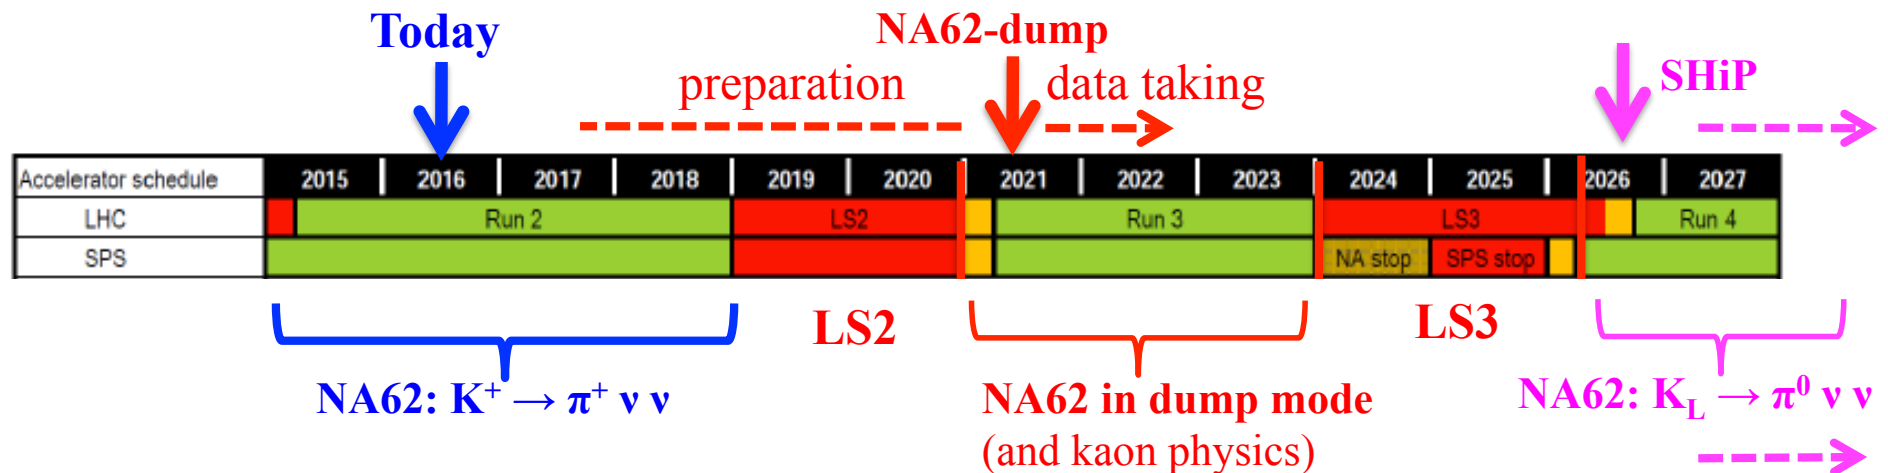 Today
NA62-dump
preparation
data taking
SHiP
Accelerator schedule 2015 2016 2017 2018 2019 2020 2021 2022 2023 2024 2025 2026 2027
LHC Run 2 LS2 Run 3 LS3 Run 4
SPS NA stop SPS stop
LS2
LS3
NA62: K⁺ → π⁺ ν ν
NA62 in dump mode
(and kaon physics)
NA62: K_L → π⁰ ν ν